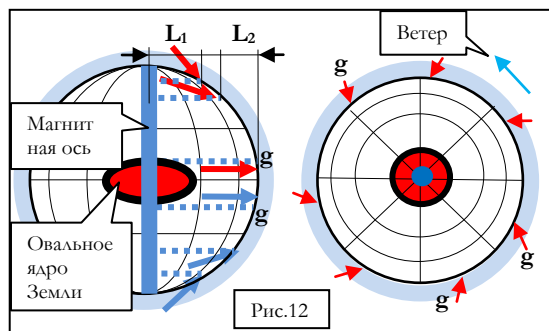 L₁ L₂
Ветер
g
g
Магнит
ная ось
g
g
g
Овальное
ядро
Земли
g
Рис.12